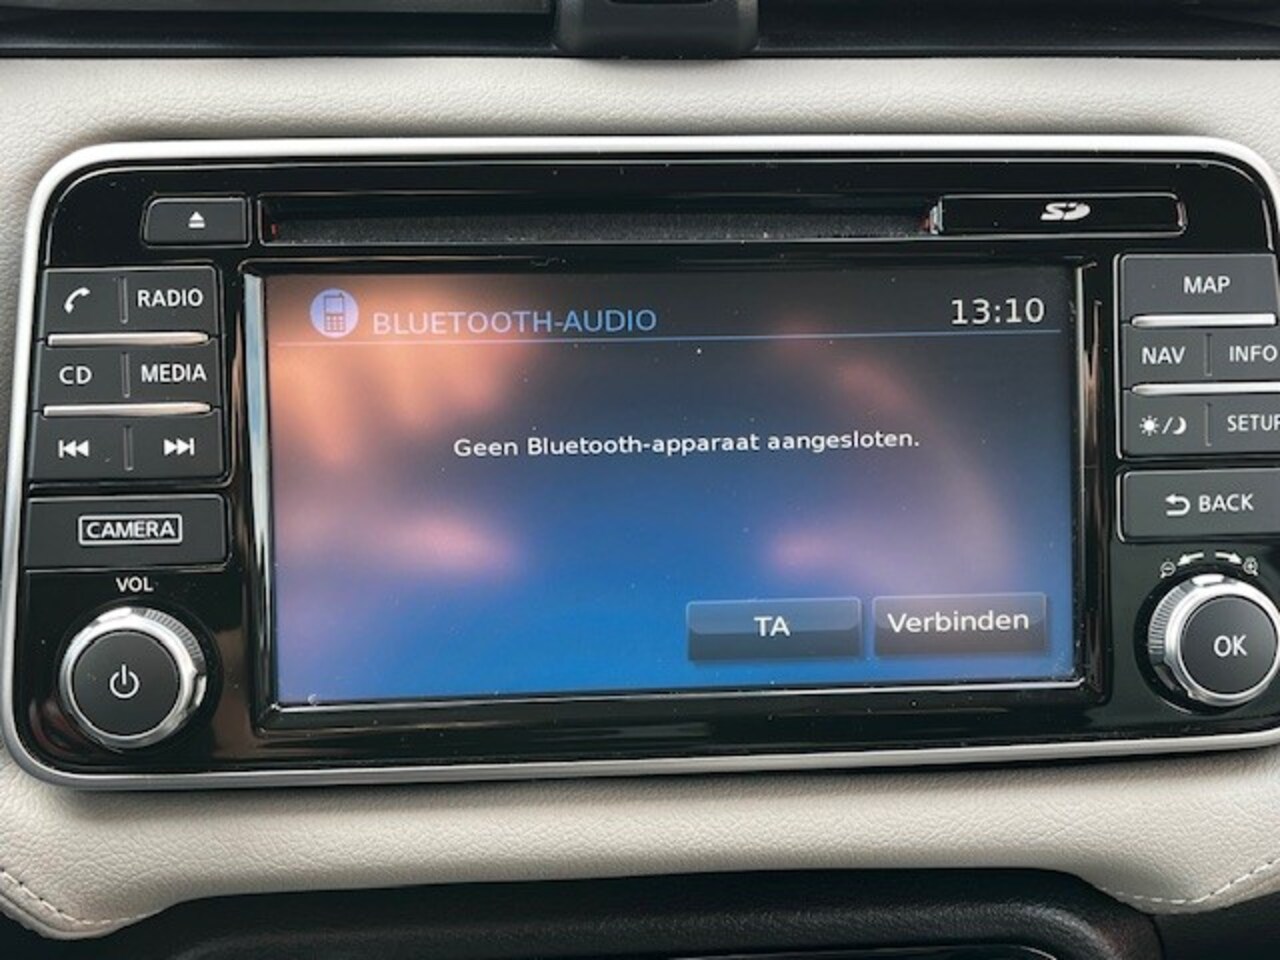 SD
RADIO
MAP
BLUETOOTH-AUDIO 13:10
CD MEDIA
NAV INFO
SETUP
Geen Bluetooth-apparaat aangesloten.
CAMERA
BACK
VOL
TA Verbinden
OK